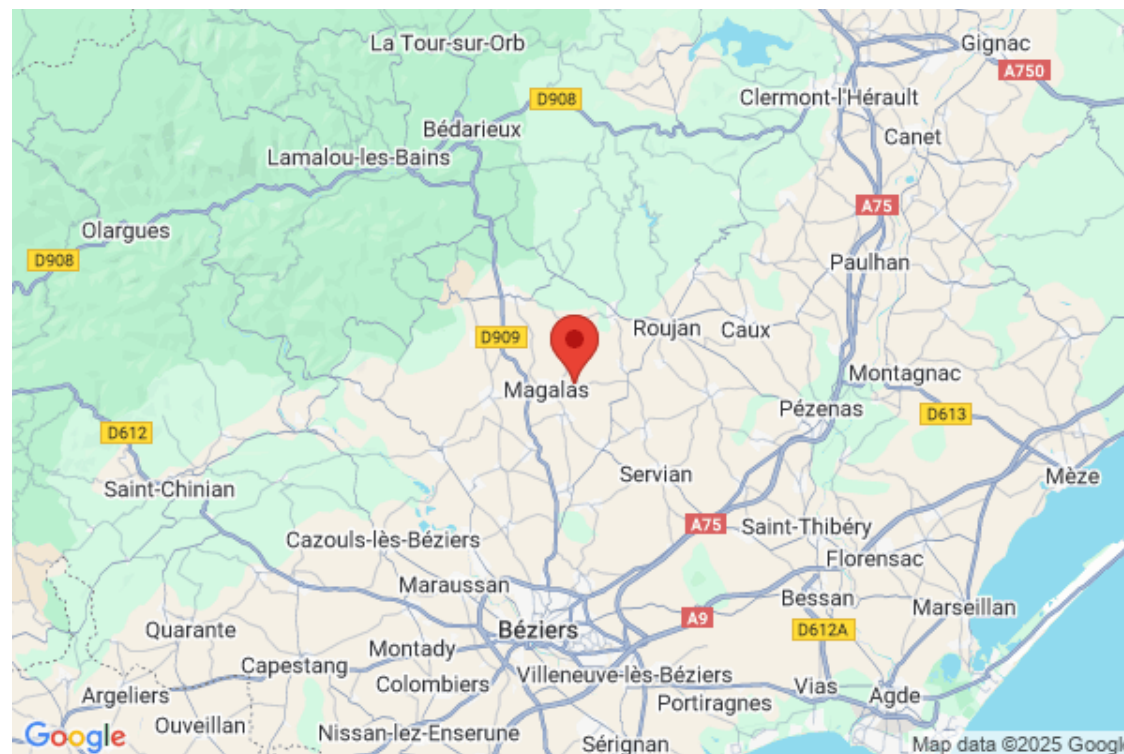 La Tour-sur-Orb
Gignac
A750
D908
Clermont-l'Hérault
Bédarieux
Canet
Lamalou-les-Bains
A75
Olargues
D908
Paulhan
D909
Roujan
Caux
Magalas
Montagnac
Pézenas
D613
D612
Servian
Mèze
Saint-Chinian
A75
Saint-Thibéry
Cazouls-lès-Béziers
Florensac
Maraussan
Bessan
Marseillan
A9
Quarante
Béziers
D612A
Montady
Capestang
Villeneuve-lès-Béziers
Colombiers
Vias
Agde
Argeliers
Portiragnes
Ouveillan
Nissan-lez-Enserune
Sérignan
Google
Map data ©2025 Googl